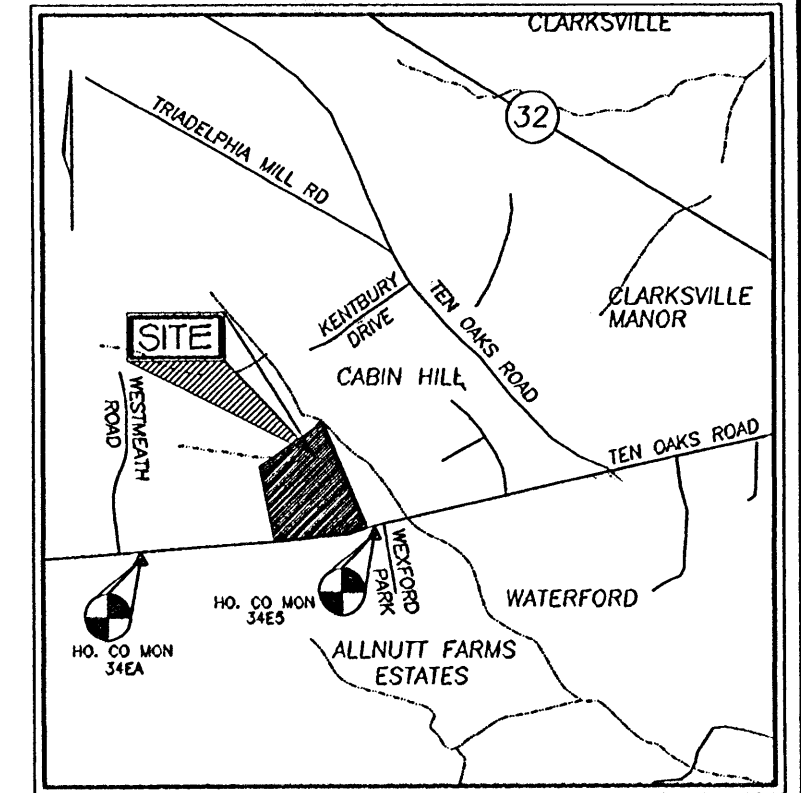 CLARKSVILLE
32
TRIADELPHIA MILL RD
KENTBURY
DRIVE
TEN OAKS ROAD
CLARKSVILLE
MANOR
SITE
CABIN HILL
WESTMEATH
ROAD
TEN OAKS ROAD
WEXFORD
PARK
HO. CO MON
34E5
WATERFORD
HO. CO MON
34EA
ALLNUTT FARMS
ESTATES